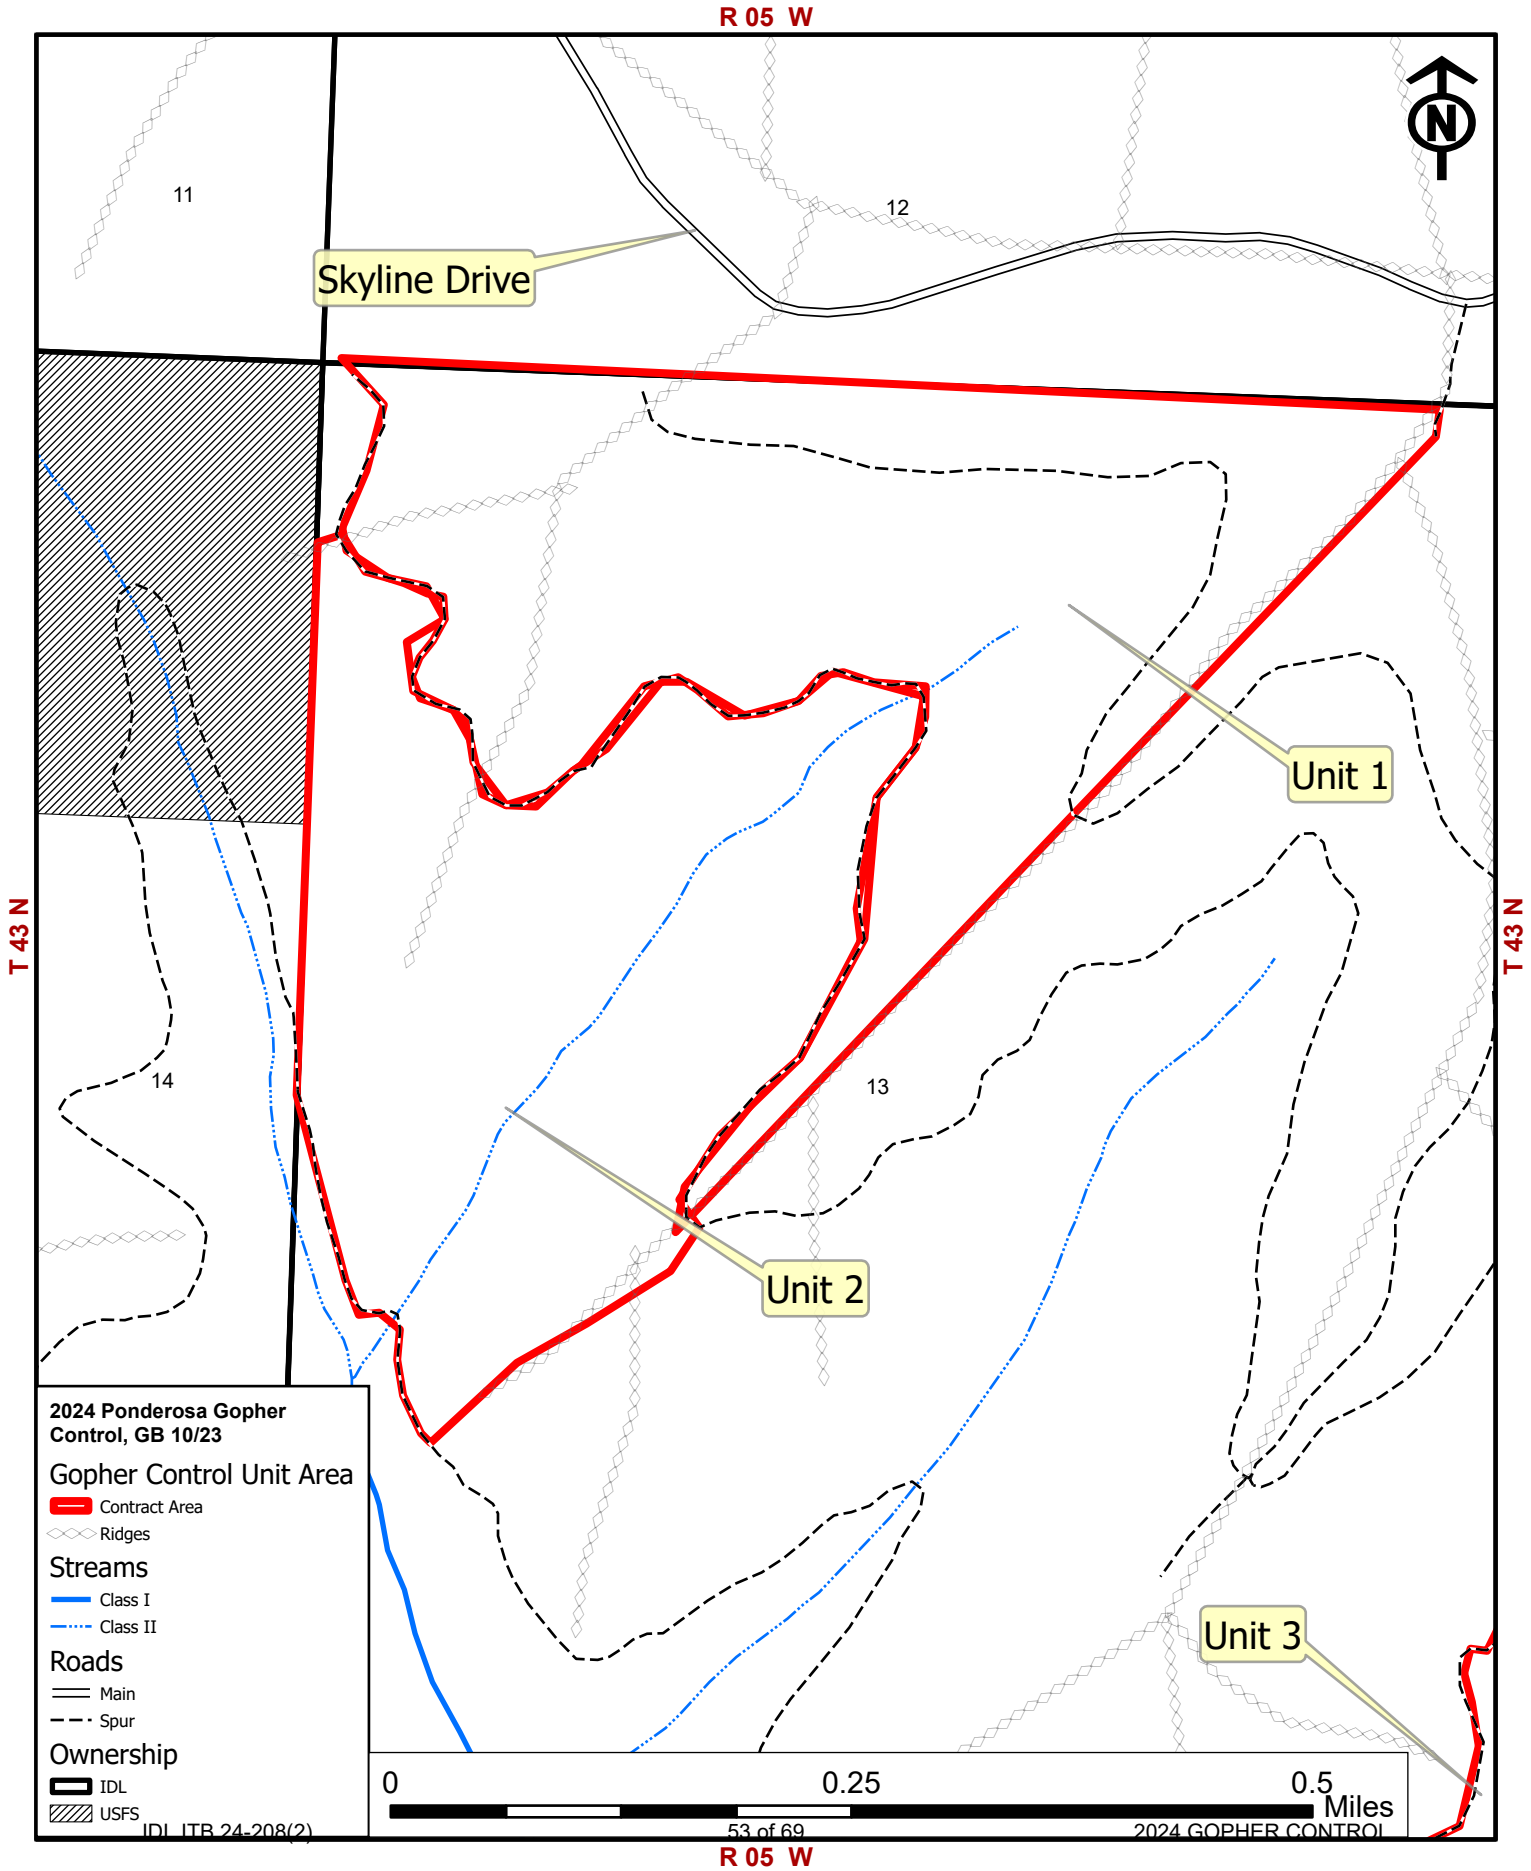 R 05 W
N
11
12
Skyline Drive
Unit 1
T 43 N
T 43 N
14
13
Unit 2
2024 Ponderosa Gopher
Control, GB 10/23
Gopher Control Unit Area
Contract Area
Ridges
Streams
Class I
Class II
Roads
Main
Spur
Ownership
IDL
USFS
Unit 3
0 0.25 0.5
Miles
IDL ITB 24-208(2) 53 of 69 2024 GOPHER CONTROL
R 05 W